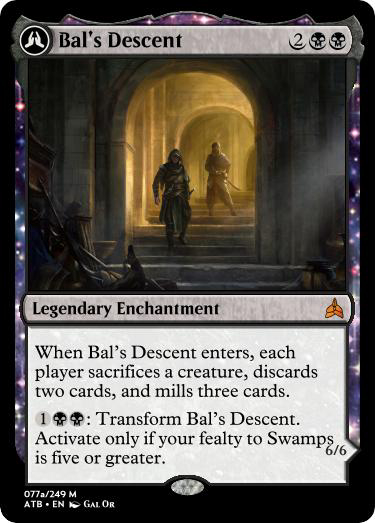 Bal's Descent 2
Legendary Enchantment
When Bal's Descent enters, each
player sacrifices a creature, discards
two cards, and mills three cards.
1 : Transform Bal's Descent.
Activate only if your fealty to Swamps
is five or greater.
6/6
077a/249 M
ATB • EN Gal Or